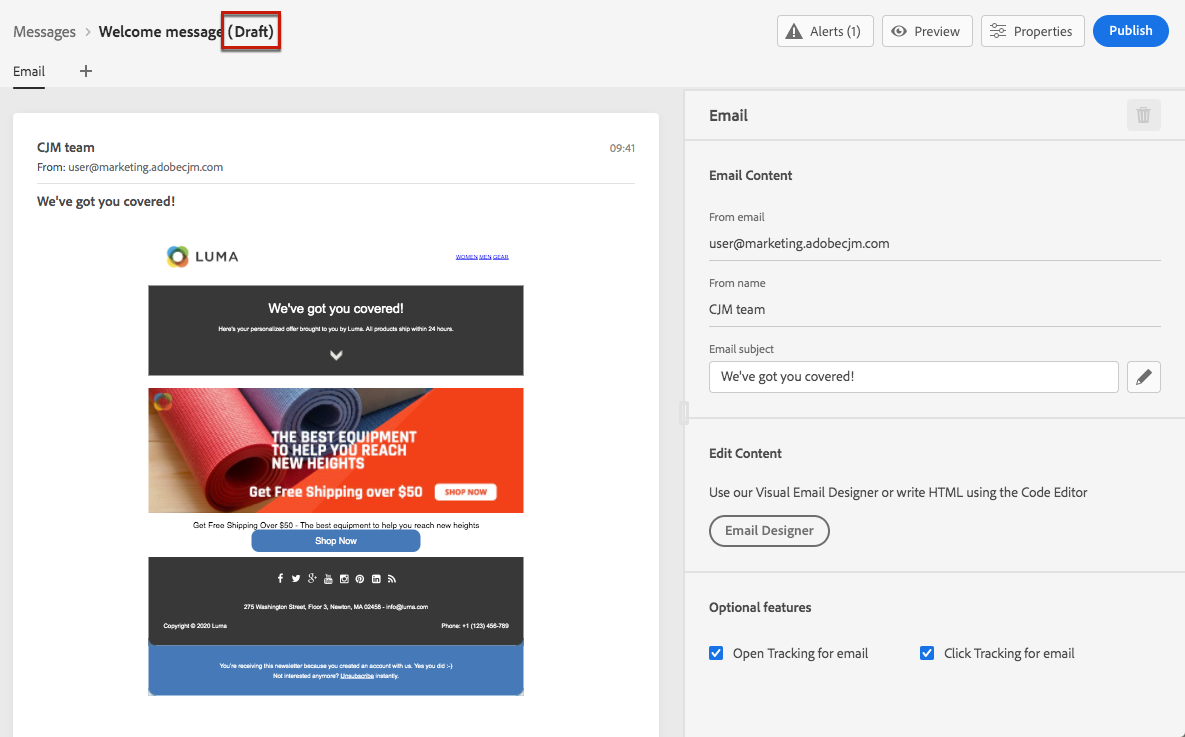 Messages > Welcome message (Draft)
Alerts (1)
Preview
Properties
Publish
Email +
CJM team
09:41
From: user@marketing.adobecjm.com
We've got you covered!
LUMA
WOMEN MEN GEAR
We've got you covered!
Here's your personalized offer brought to you by Luma. All products ship within 24 hours.
THE BEST EQUIPMENT
TO HELP YOU REACH
NEW HEIGHTS
Get Free Shipping over $50
SHOP NOW
Get Free Shipping Over $50 - The best equipment to help you reach new heights
Shop Now
275 Washington Street, Floor 3, Newton, MA 02458 - info@luma.com
Copyright © 2020 Luma
Phone: +1 (123) 456-789
You're receiving this newsletter because you created an account with us. Yes you did :-)
Not interested anymore? Unsubscribe instantly.
Email
Email Content
From email
user@marketing.adobecjm.com
From name
CJM team
Email subject
We've got you covered!
Edit Content
Use our Visual Email Designer or write HTML using the Code Editor
Email Designer
Optional features
Open Tracking for email
Click Tracking for email